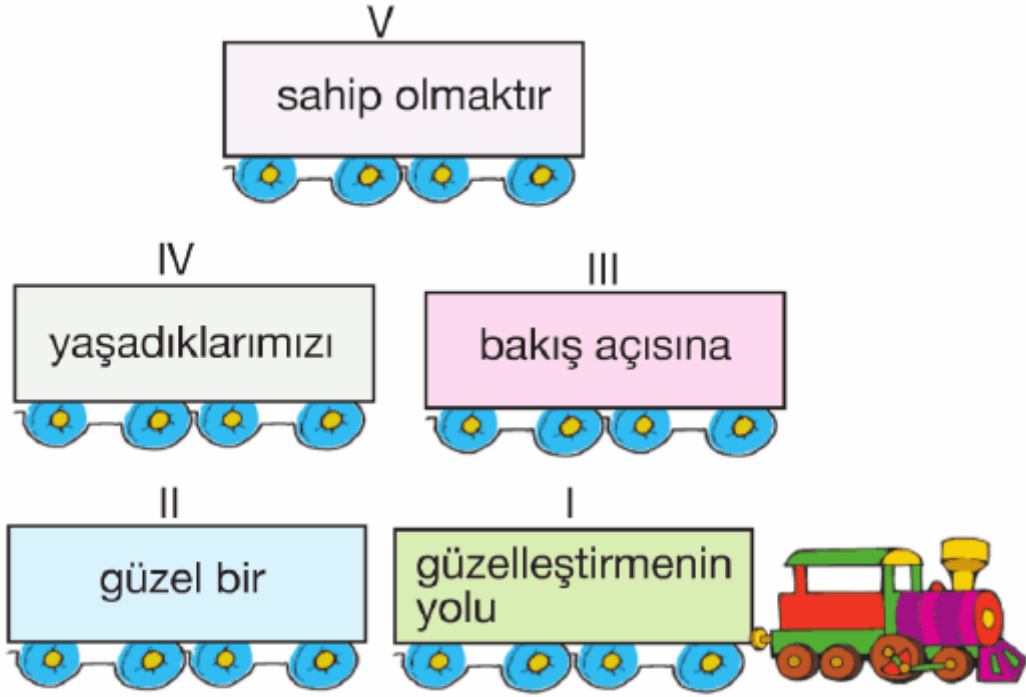 V
sahip olmaktır
IV
yaşadıklarımızı
III
bakış açısına
II
güzel bir
I
güzelleştirmenin
yolu